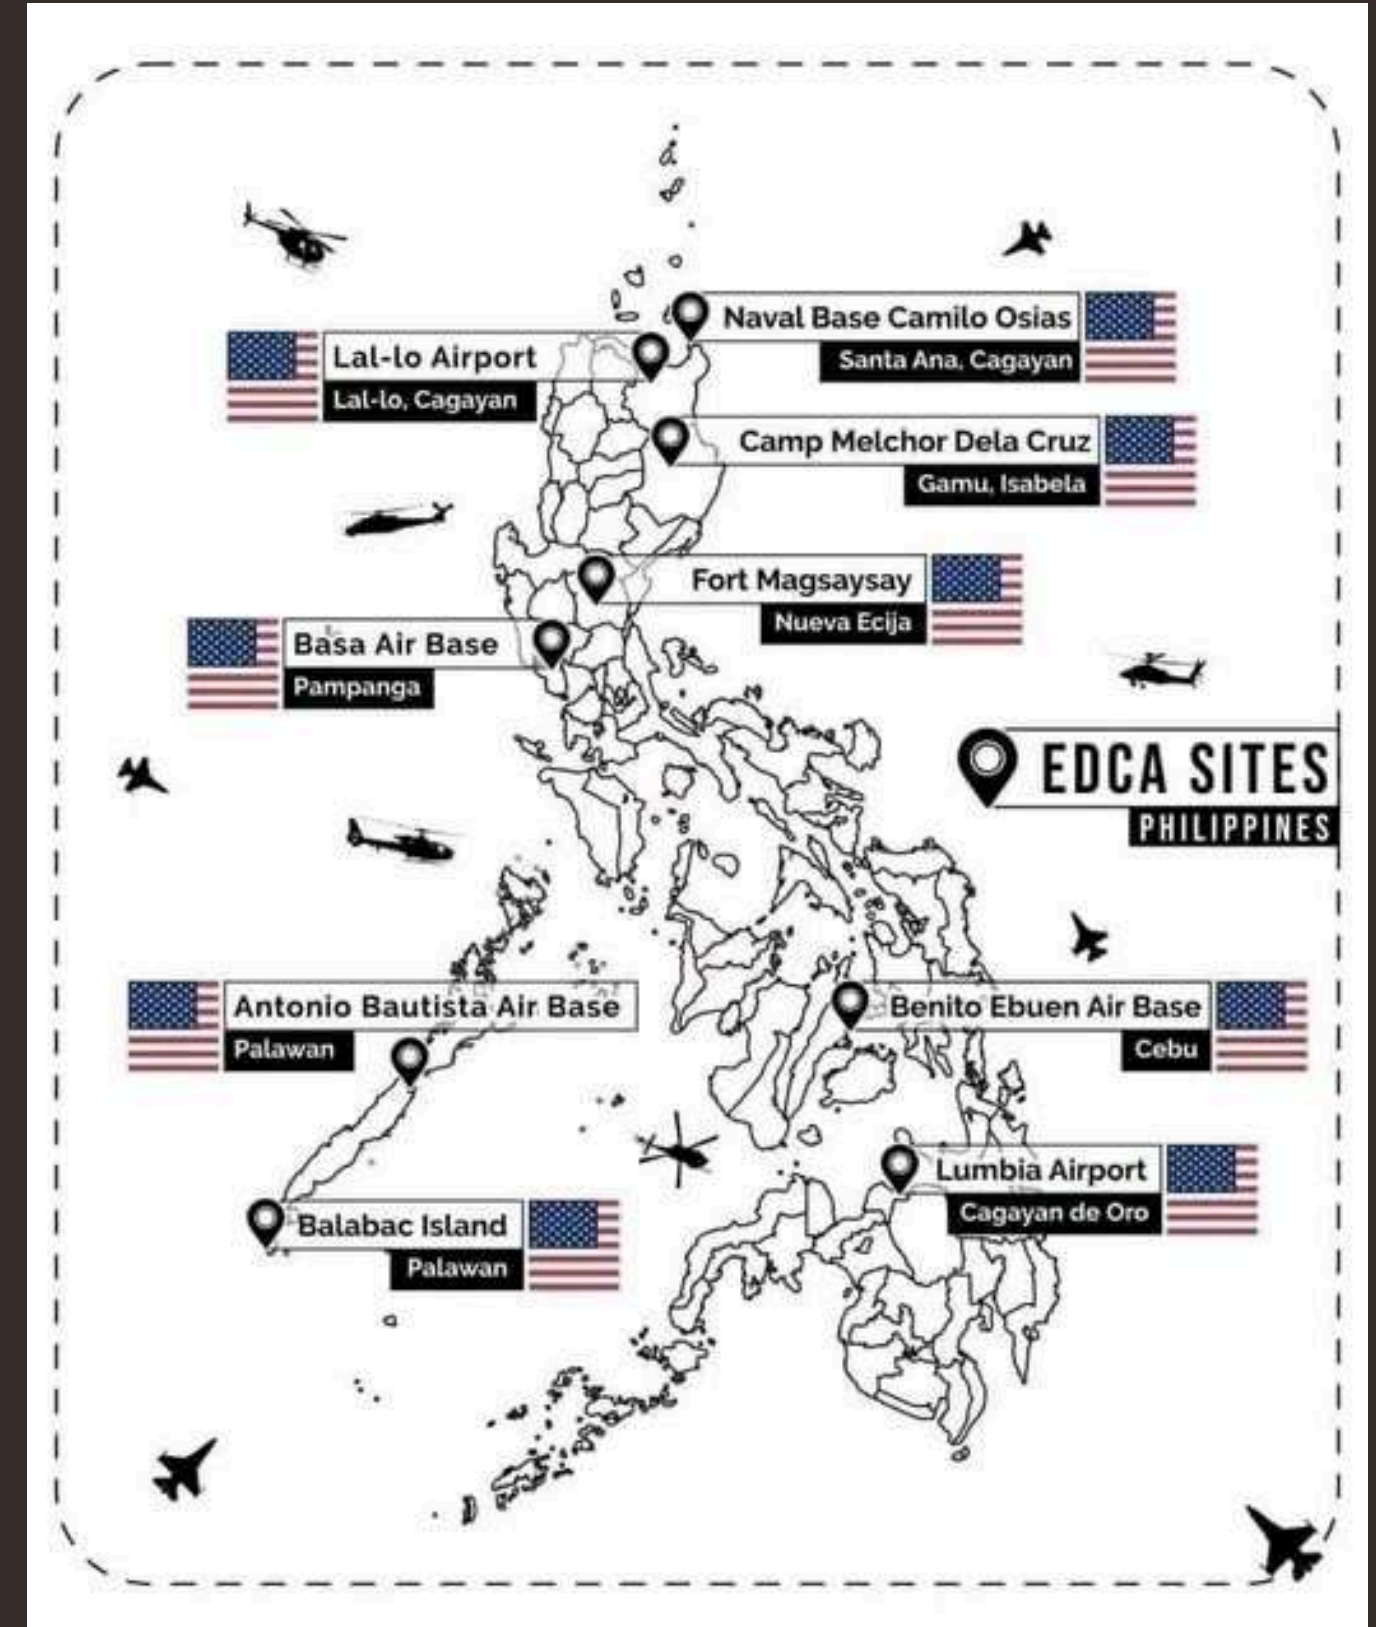 Naval Base Camilo Osias
Santa Ana, Cagayan
Lal-lo Airport
Lal-lo, Cagayan
Camp Melchor Dela Cruz
Gamu, Isabela
Fort Magsaysay
Nueva Ecija
Basa Air Base
Pampanga
EDCA SITES
PHILIPPINES
Antonio Bautista Air Base
Palawan
Benito Ebuen Air Base
Cebu
Lumbia Airport
Cagayan de Oro
Balabac Island
Palawan